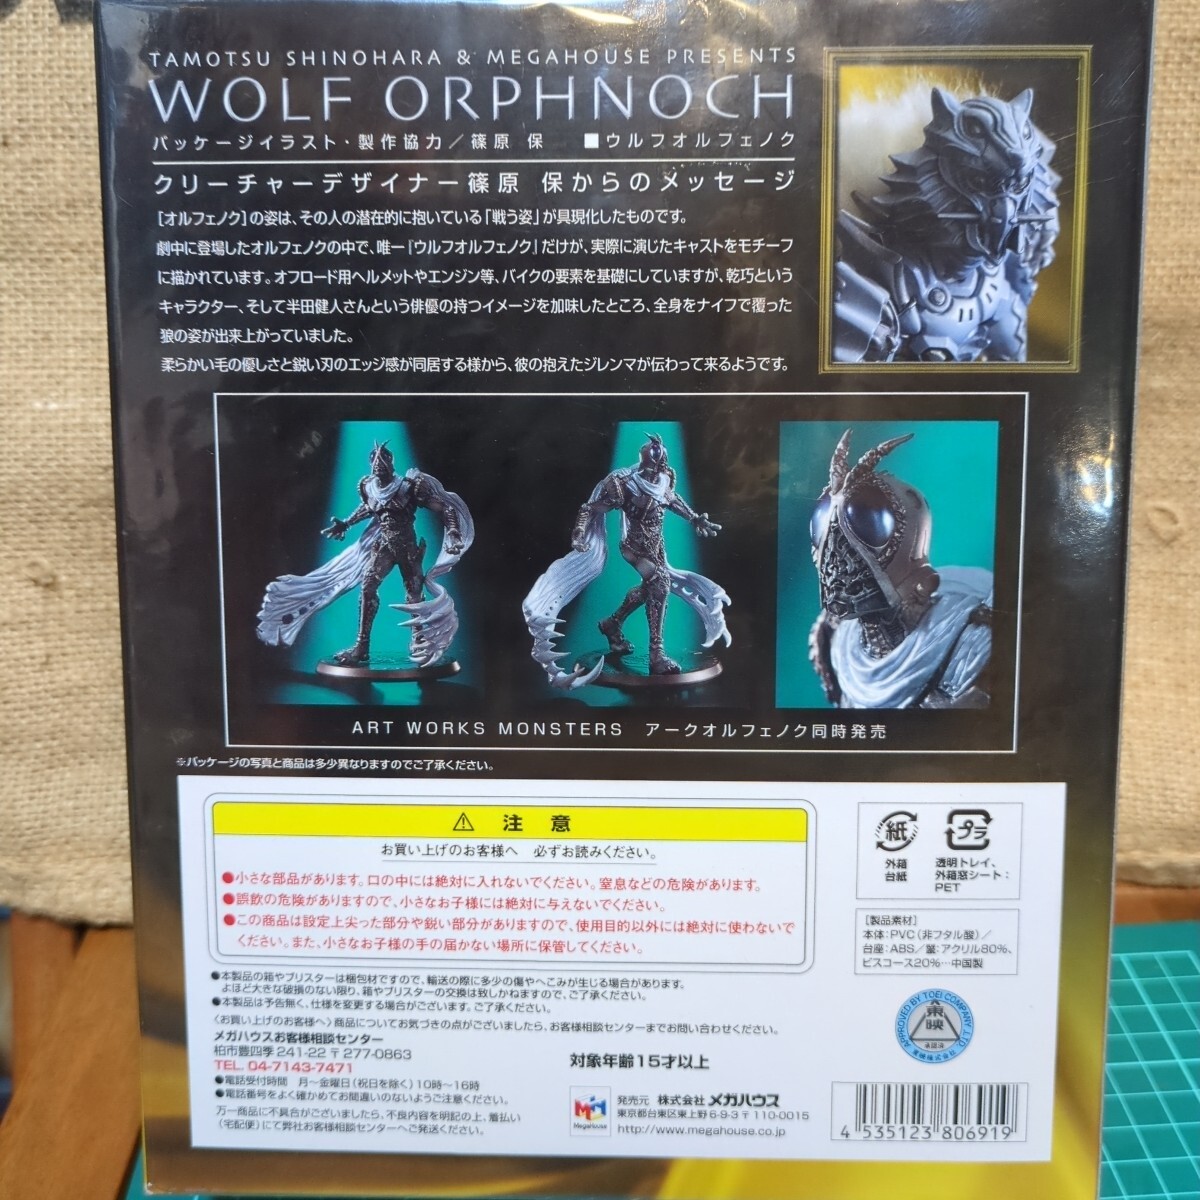 TAMOTSU SHINOHARA & MEGAHOUSE PRESENTS
WOLF ORPHNOCH
パッケージイラスト・製作協力／篠原 保 ■ウルフオルフェノク
クリーチャーデザイナー篠原 保からのメッセージ
[オルフェノク]の姿は、その人の潜在的に抱いている「戦う姿」が具現化したものです。
劇中に登場したオルフェノクの中で、唯一『ウルフオルフェノク』だけが、実際に演じたキャストをモチーフ
に描かれています。オフロード用ヘルメットやエンジン等、バイクの要素を基礎にしていますが、乾巧という
キャラクター、そして半田健人さんという俳優の持つイメージを加味したところ、全身をナイフで覆った
狼の姿が出来上がっていました。
柔らかい毛の優しさと鋭い刃のエッジ感が同居する様から、彼の抱えたジレンマが伝わって来るようです。
ART WORKS MONSTERS アークオルフェノク同時発売
※パッケージの写真と商品は多少異なりますのでご了承ください。
⚠ 注 意
お買い上げのお客様へ 必ずお読みください。
●小さな部品があります。口の中には絶対に入れないでください。窒息などの危険があります。
●誤飲の危険がありますので、小さなお子様には絶対に与えないでください。
●この商品は設定上尖った部分や鋭い部分がありますので、使用目的以外には絶対に使わないで
ください。また、小さなお子様の手の届かない場所に保管してください。
●本製品の箱やブリスターは梱包材ですので、輸送の際に多少の傷やへこみが生じる場合があります。
よほど大きな破損のない限り、箱やブリスターの交換は致しかねますので、ご了承ください。
●本製品は予告無く、仕様を変更する場合がございます。ご了承ください。
〈お買い上げのお客様へ〉商品についてお気づきの点がございましたら、お客様相談センターまでお問い合わせください。
メガハウスお客様相談センター
柏市豊四季241-22 〒277-0863
TEL. 04-7143-7471
●電話受付時間 月～金曜日(祝日を除く)10時～16時
●電話番号をよく確かめてお間違いのないようご注意ください。
万一商品に不具合がございましたら、不良内容を明記の上、着払い
(宅配便)にて弊社お客様相談センターへご発送ください。
対象年齢15才以上
Megahouse
発売元 株式会社 メガハウス
東京都台東区東上野6-9-3 〒110-0015
http://www.megahouse.co.jp
紙
外箱
台紙
プラ
透明トレイ、
外箱窓シート：
PET
[製品素材]
本体:PVC(非フタル酸)／
台座:ABS／鬣:アクリル80%、
ビスコース20%…中国製
APPROVED BY TOEI COMPANY, LTD
東映
承認済
東映株式会社
4 535123 806919